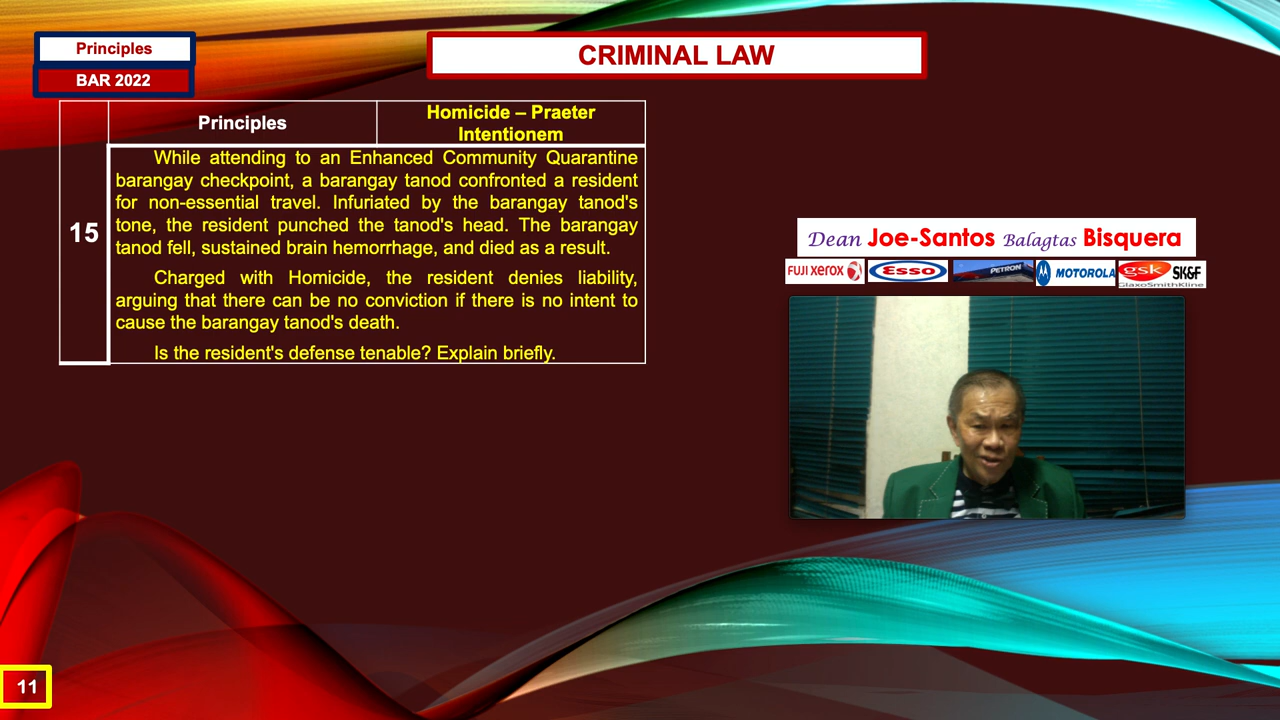 Principles
BAR 2022
CRIMINAL LAW
Principles
Homicide – Praeter
Intentionem
15
While attending to an Enhanced Community Quarantine
barangay checkpoint, a barangay tanod confronted a resident
for non-essential travel. Infuriated by the barangay tanod's
tone, the resident punched the tanod's head. The barangay
tanod fell, sustained brain hemorrhage, and died as a result.
Charged with Homicide, the resident denies liability,
arguing that there can be no conviction if there is no intent to
cause the barangay tanod's death.
Is the resident's defense tenable? Explain briefly.
Dean Joe-Santos Balagtas Bisquera
FUJI XEROX
Esso
PETRON
MOTOROLA
gsk SK&F
GlaxoSmithKline
11